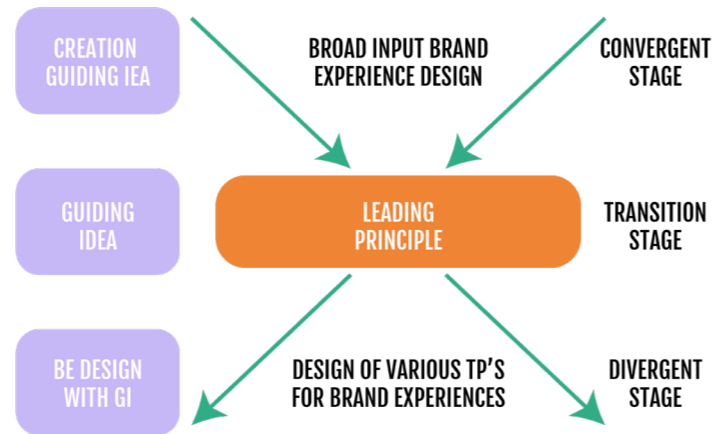 CREATION
GUIDING IEA
BROAD INPUT BRAND
EXPERIENCE DESIGN
CONVERGENT
STAGE
GUIDING
IDEA
LEADING
PRINCIPLE
TRANSITION
STAGE
BE DESIGN
WITH GI
DESIGN OF VARIOUS TP'S
FOR BRAND EXPERIENCES
DIVERGENT
STAGE